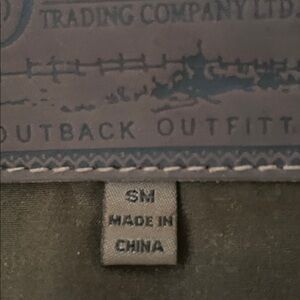 TRADING COMPANY LTD.
OUTBACK OUTFITT
SM
MADE IN
CHINA